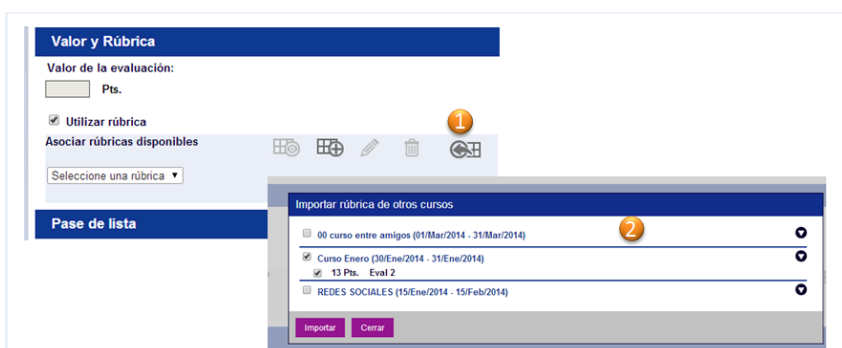 Valor y Rúbrica
Valor de la evaluación:
Pts.
Utilizar rúbrica
1
Asociar rúbricas disponibles
Seleccione una rúbrica
Pase de lista
Importar rúbrica de otros cursos
2
00 curso entre amigos (01/Mar/2014 - 31/Mar/2014)
Curso Enero (30/Ene/2014 - 31/Ene/2014)
13 Pts. Eval 2
REDES SOCIALES (15/Ene/2014 - 15/Feb/2014)
Importar Cerrar